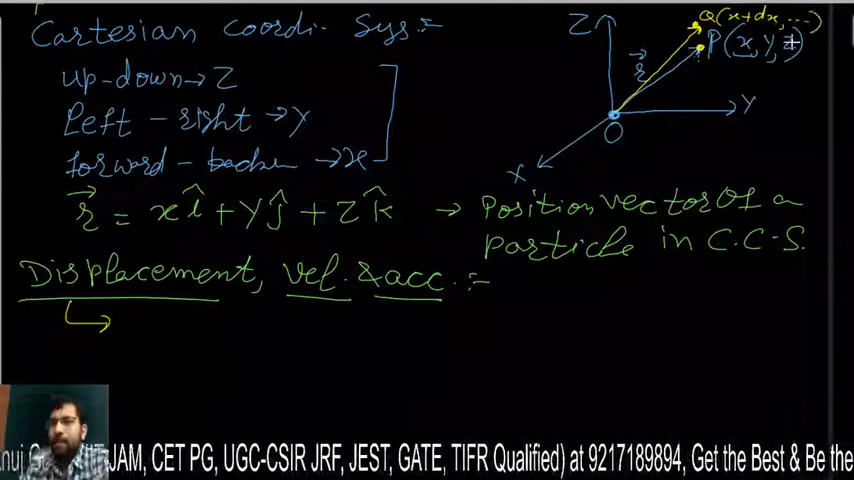 Cartesian coordi. Sys:-
Z
Q(x+dx, ...)
P(x, y, z)
up-down → Z
r
Left - right → Y
Y
O
forward - backw → x
X
r = xî + yĵ + zk̂ → Position vector Of a
particle in C.C.S.
Displacement, vel. & acc. :-
JAM, CET PG, UGC-CSIR JRF, JEST, GATE, TIFR Qualified) at 9217189894, Get the Best & Be the